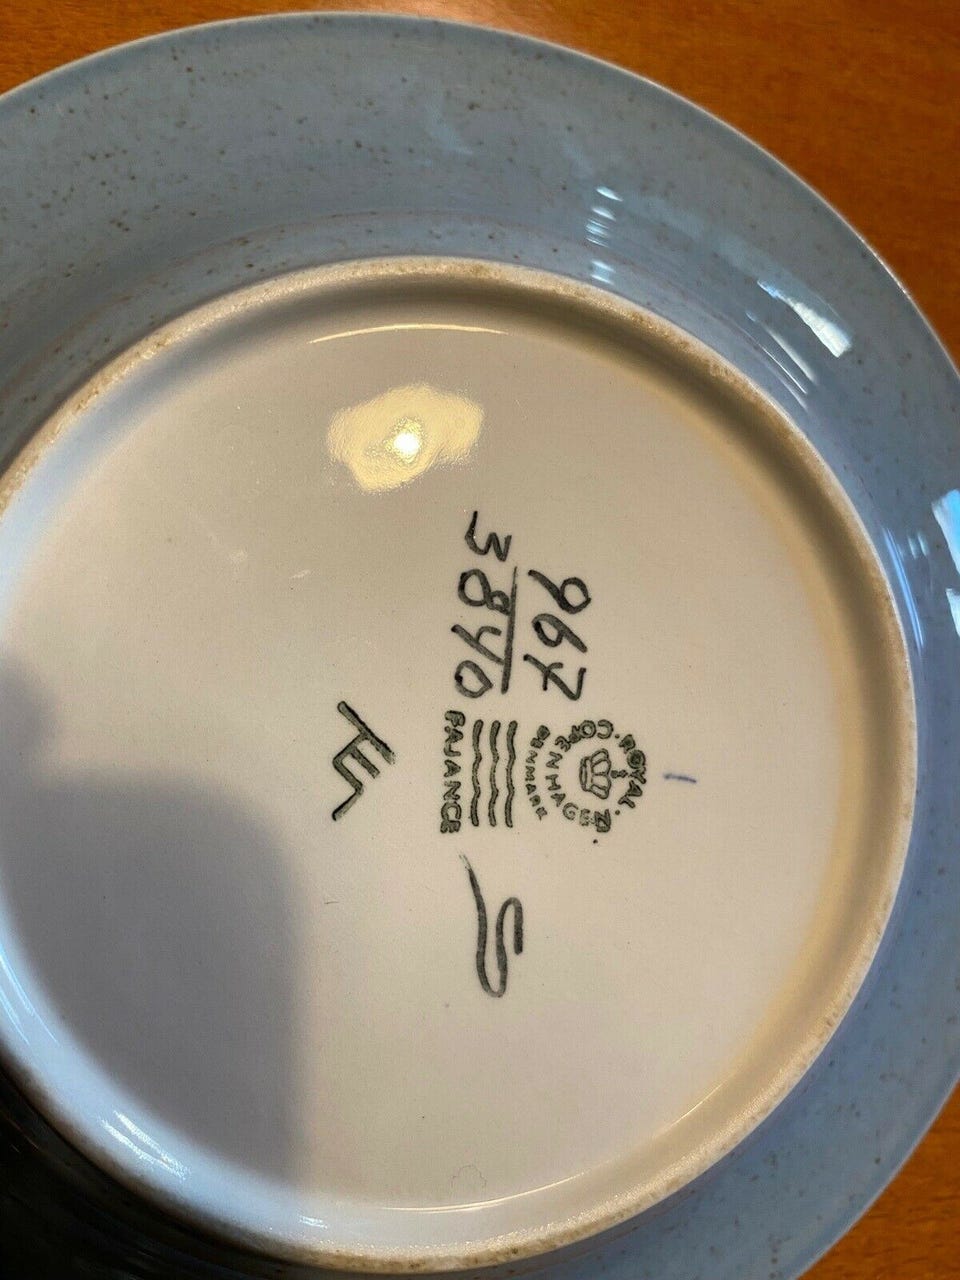 967
3840
ROYAL COPENHAGEN
DENMARK
FAJANCE